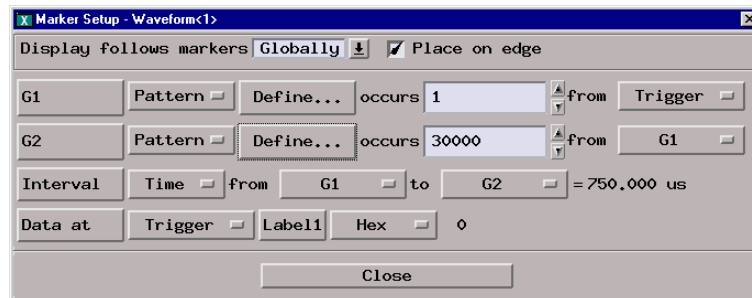 Marker Setup - Waveform<1>
Display follows markers Globally Place on edge
G1 Pattern Define... occurs 1 from Trigger
G2 Pattern Define... occurs 30000 from G1
Interval Time from G1 to G2 = 750.000 us
Data at Trigger Label1 Hex 0
Close